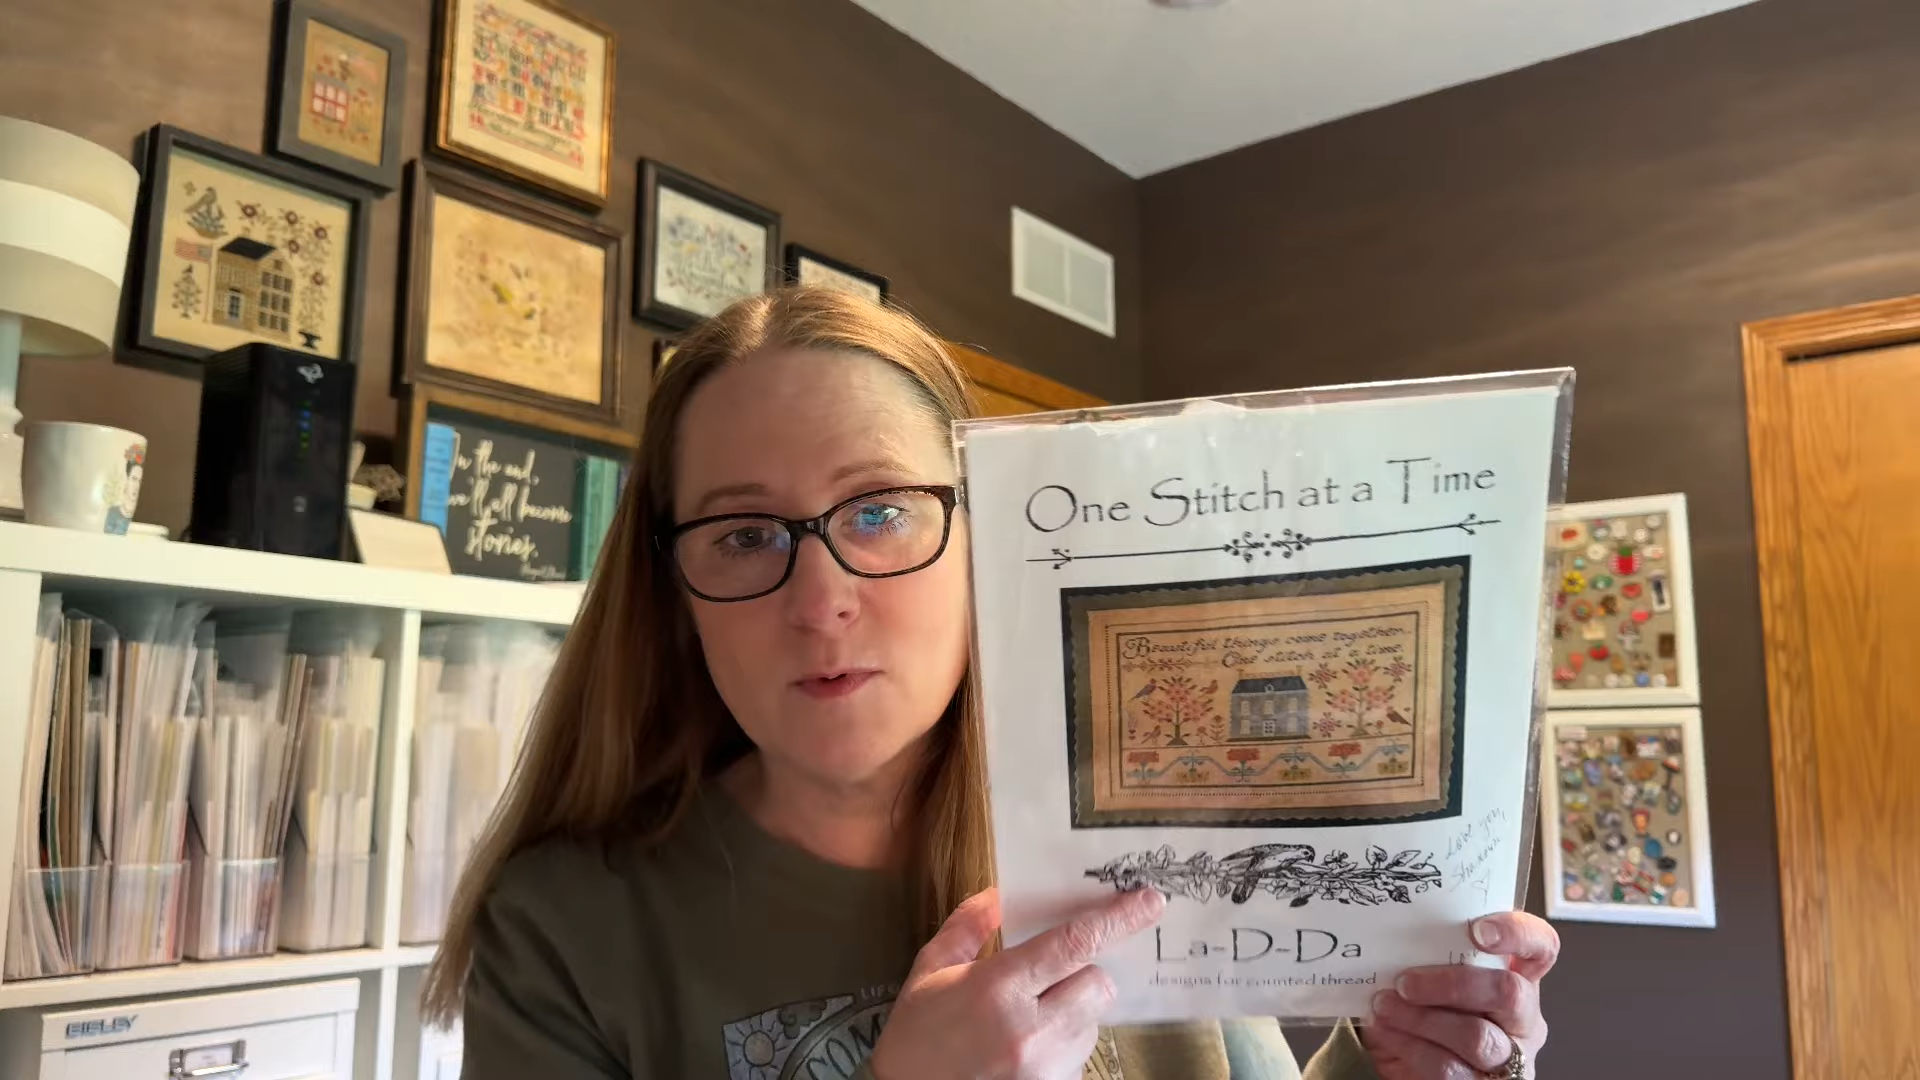 In the end,
we'll all become
stories.
One Stitch at a Time
Beautiful things come together.
One stitch at a time.
Love you,
La-D-Da
designs for counted thread
BISLEY